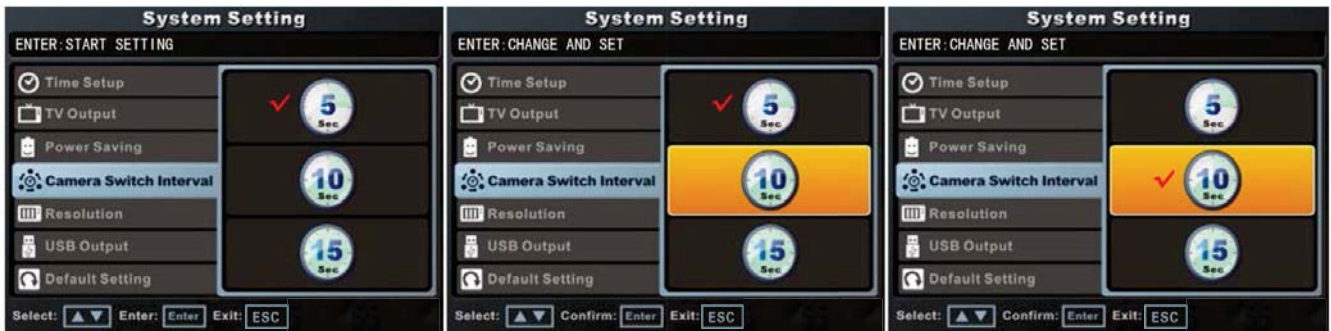 System Setting
ENTER:START SETTING
Time Setup
TV Output
Power Saving
Camera Switch Interval
Resolution
USB Output
Default Setting
5
Sec
10
Sec
15
Sec
Select: Enter: Enter Exit: ESC
System Setting
ENTER:CHANGE AND SET
Time Setup
TV Output
Power Saving
Camera Switch Interval
Resolution
USB Output
Default Setting
5
Sec
10
Sec
15
Sec
Select: Confirm: Enter Exit: ESC
System Setting
ENTER:CHANGE AND SET
Time Setup
TV Output
Power Saving
Camera Switch Interval
Resolution
USB Output
Default Setting
5
Sec
10
Sec
15
Sec
Select: Confirm: Enter Exit: ESC